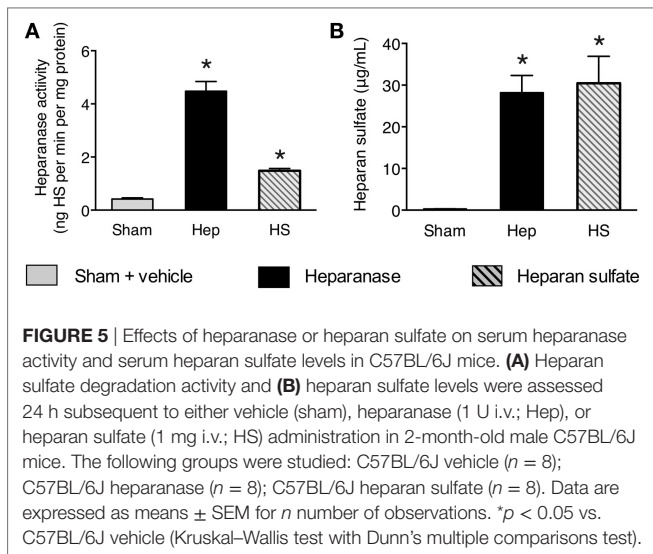 A
Heparanase actiivity
(ng HS per min per mg protein)
6
4
2
0
*
*
Sham Hep HS
B
Heparan sulfate (µg/mL)
40
30
20
10
0
*
*
Sham Hep HS
Sham + vehicle Heparanase Heparan sulfate
FIGURE 5 | Effects of heparanase or heparan sulfate on serum heparanase
activity and serum heparan sulfate levels in C57BL/6J mice. (A) Heparan
sulfate degradation activity and (B) heparan sulfate levels were assessed
24 h subsequent to either vehicle (sham), heparanase (1 U i.v.; Hep), or
heparan sulfate (1 mg i.v.; HS) administration in 2-month-old male C57BL/6J
mice. The following groups were studied: C57BL/6J vehicle (n = 8);
C57BL/6J heparanase (n = 8); C57BL/6J heparan sulfate (n = 8). Data are
expressed as means ± SEM for n number of observations. *p < 0.05 vs.
C57BL/6J vehicle (Kruskal–Wallis test with Dunn's multiple comparisons test).